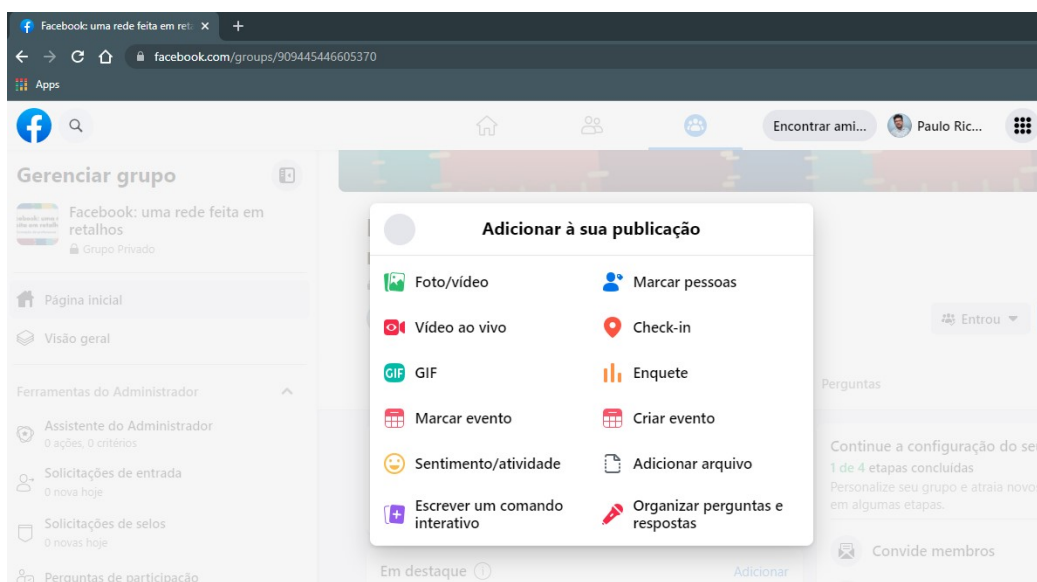 Facebook: uma rede feita em ret
facebook.com/groups/909445446605370
Apps
Encontrar ami...
Paulo Ric...
Gerenciar grupo
Facebook: uma rede feita em
retalhos
Grupo Privado
Página inicial
Visão geral
Ferramentas do Administrador
Assistente do Administrador
0 ações, 0 critérios
Solicitações de entrada
0 nova hoje
Solicitações de selos
0 novas hoje
Perguntas de participação
Adicionar à sua publicação
Foto/vídeo
Marcar pessoas
Vídeo ao vivo
Check-in
GIF GIF
Enquete
Marcar evento
Criar evento
Sentimento/atividade
Adicionar arquivo
Escrever um comando
interativo
Organizar perguntas e
respostas
Em destaque
Adicionar
Entrou
Perguntas
Continue a configuração do se
1 de 4 etapas concluídas
Personalize seu grupo e atraia novo
em algumas etapas.
Convide membros